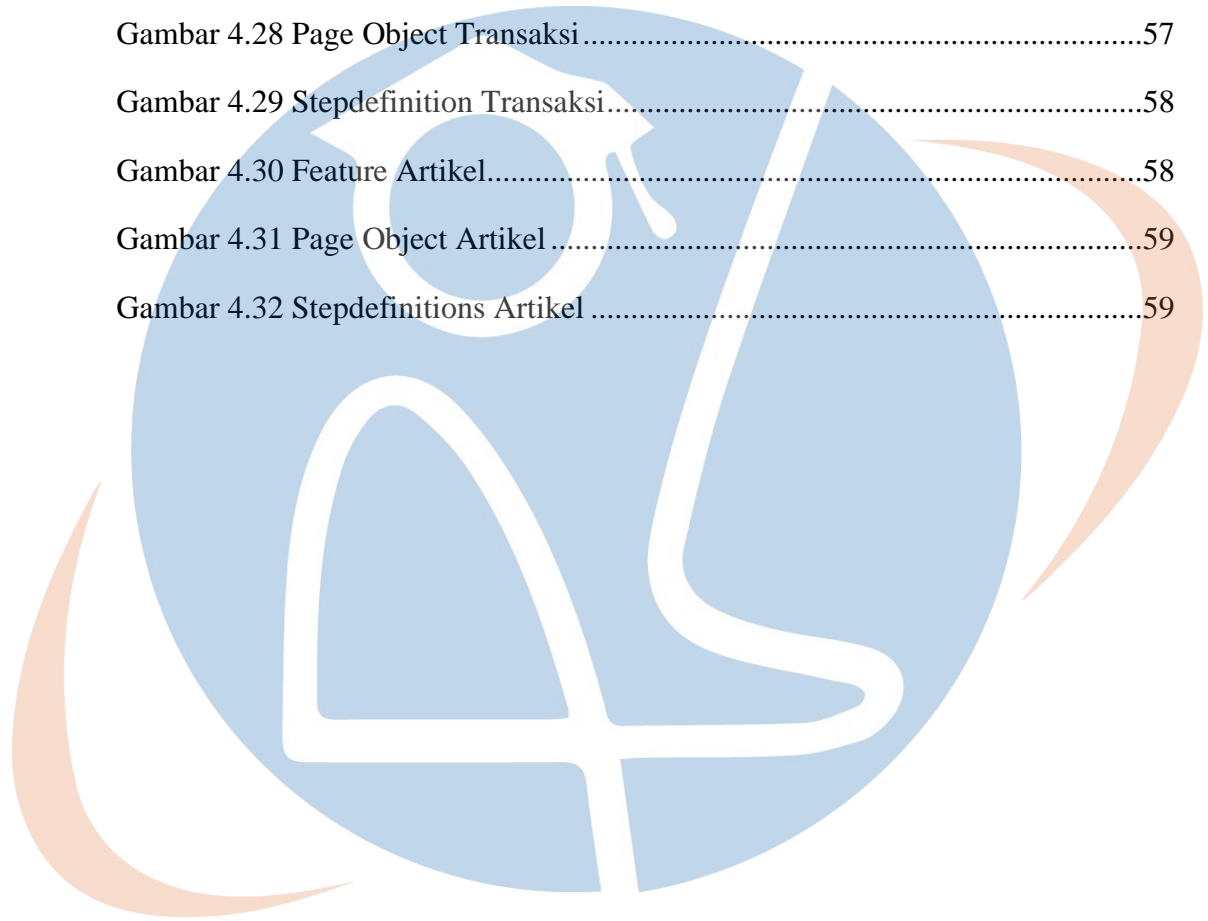 Gambar 4.28 Page Object Transaksi......................................................................57
Gambar 4.29 Stepdefinition Transaksi...................................................................58
Gambar 4.30 Feature Artikel..................................................................................58
Gambar 4.31 Page Object Artikel ..........................................................................59
Gambar 4.32 Stepdefinitions Artikel .....................................................................59